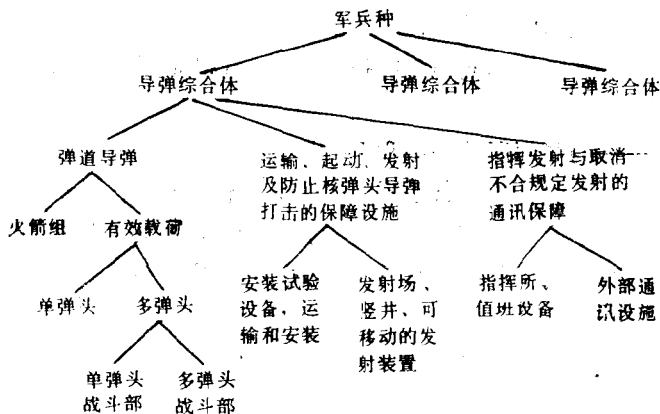 军兵种
导弹综合体
导弹综合体
导弹综合体
弹道导弹
运输、起动、发射
及防止核弹头导弹
打击的保障设施
指挥发射与取消
不合规定发射的
通讯保障
火箭组
有效载荷
单弹头
多弹头
安装试验
设备,运
输和安装
发射场、
竖井、可
移动的发
射装置
指挥所、
值班设备
外部通
讯设施
单弹头
战斗部
多弹头
战斗部